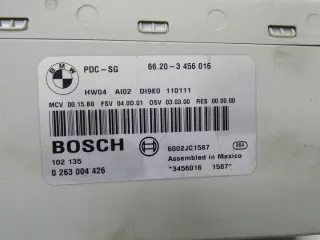 PDC-SG 66.20-3 456 016
HW04 AI02 DI9E0 110111
MCV 00.15.88 FSV 04.00.01 OSV 03.03.00 RES 00.00.00
BOSCH 6002JC1587 004
102 135 Assembled in Mexico
0 263 004 426 *3456016 1587*